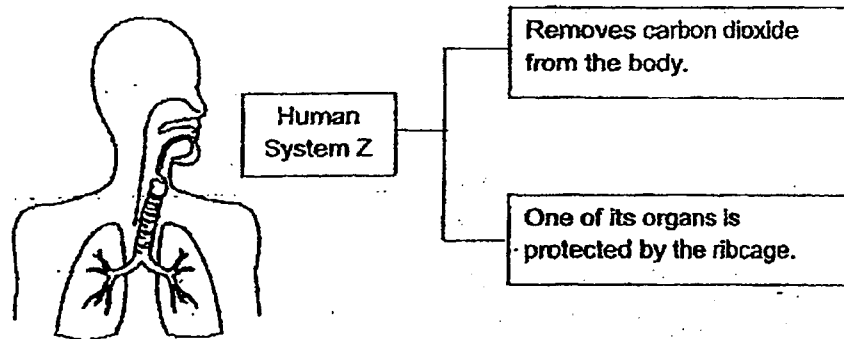 Human
System Z
Removes carbon dioxide
from the body.
One of its organs is
protected by the ribcage.